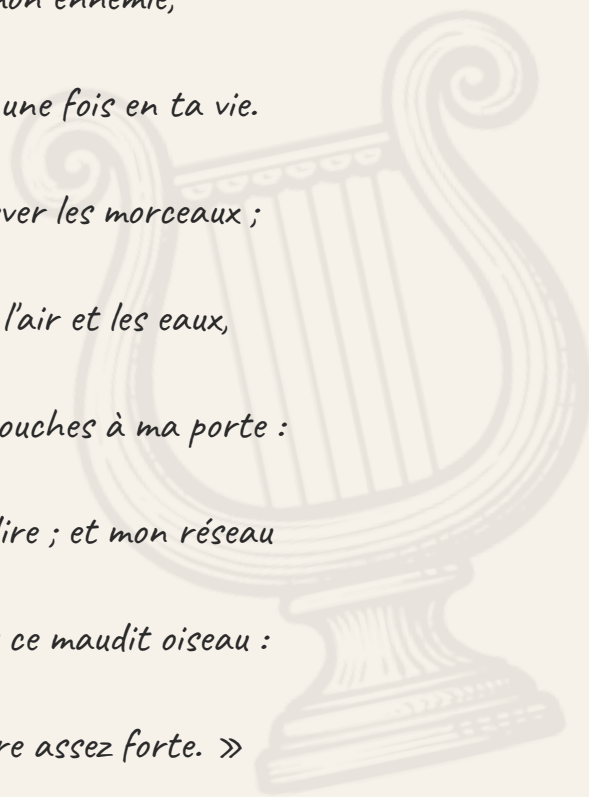 mon ennemie,
une fois en ta vie.
ver les morceaux ;
l'air et les eaux,
ouches à ma porte :
dire ; et mon réseau
ce maudit oiseau :
re assez forte. »